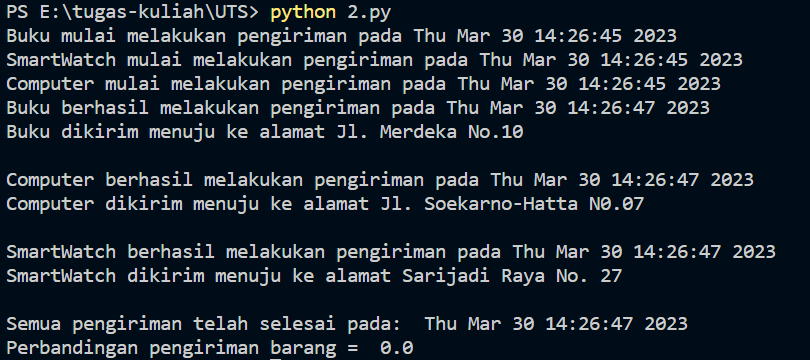 PS E:\tugas-kuliah\UTS> python 2.py
Buku mulai melakukan pengiriman pada Thu Mar 30 14:26:45 2023
SmartWatch mulai melakukan pengiriman pada Thu Mar 30 14:26:45 2023
Computer mulai melakukan pengiriman pada Thu Mar 30 14:26:45 2023
Buku berhasil melakukan pengiriman pada Thu Mar 30 14:26:47 2023
Buku dikirim menuju ke alamat Jl. Merdeka No.10

Computer berhasil melakukan pengiriman pada Thu Mar 30 14:26:47 2023
Computer dikirim menuju ke alamat Jl. Soekarno-Hatta N0.07

SmartWatch berhasil melakukan pengiriman pada Thu Mar 30 14:26:47 2023
SmartWatch dikirim menuju ke alamat Sarijadi Raya No. 27

Semua pengiriman telah selesai pada:  Thu Mar 30 14:26:47 2023
Perbandingan pengiriman barang =  0.0